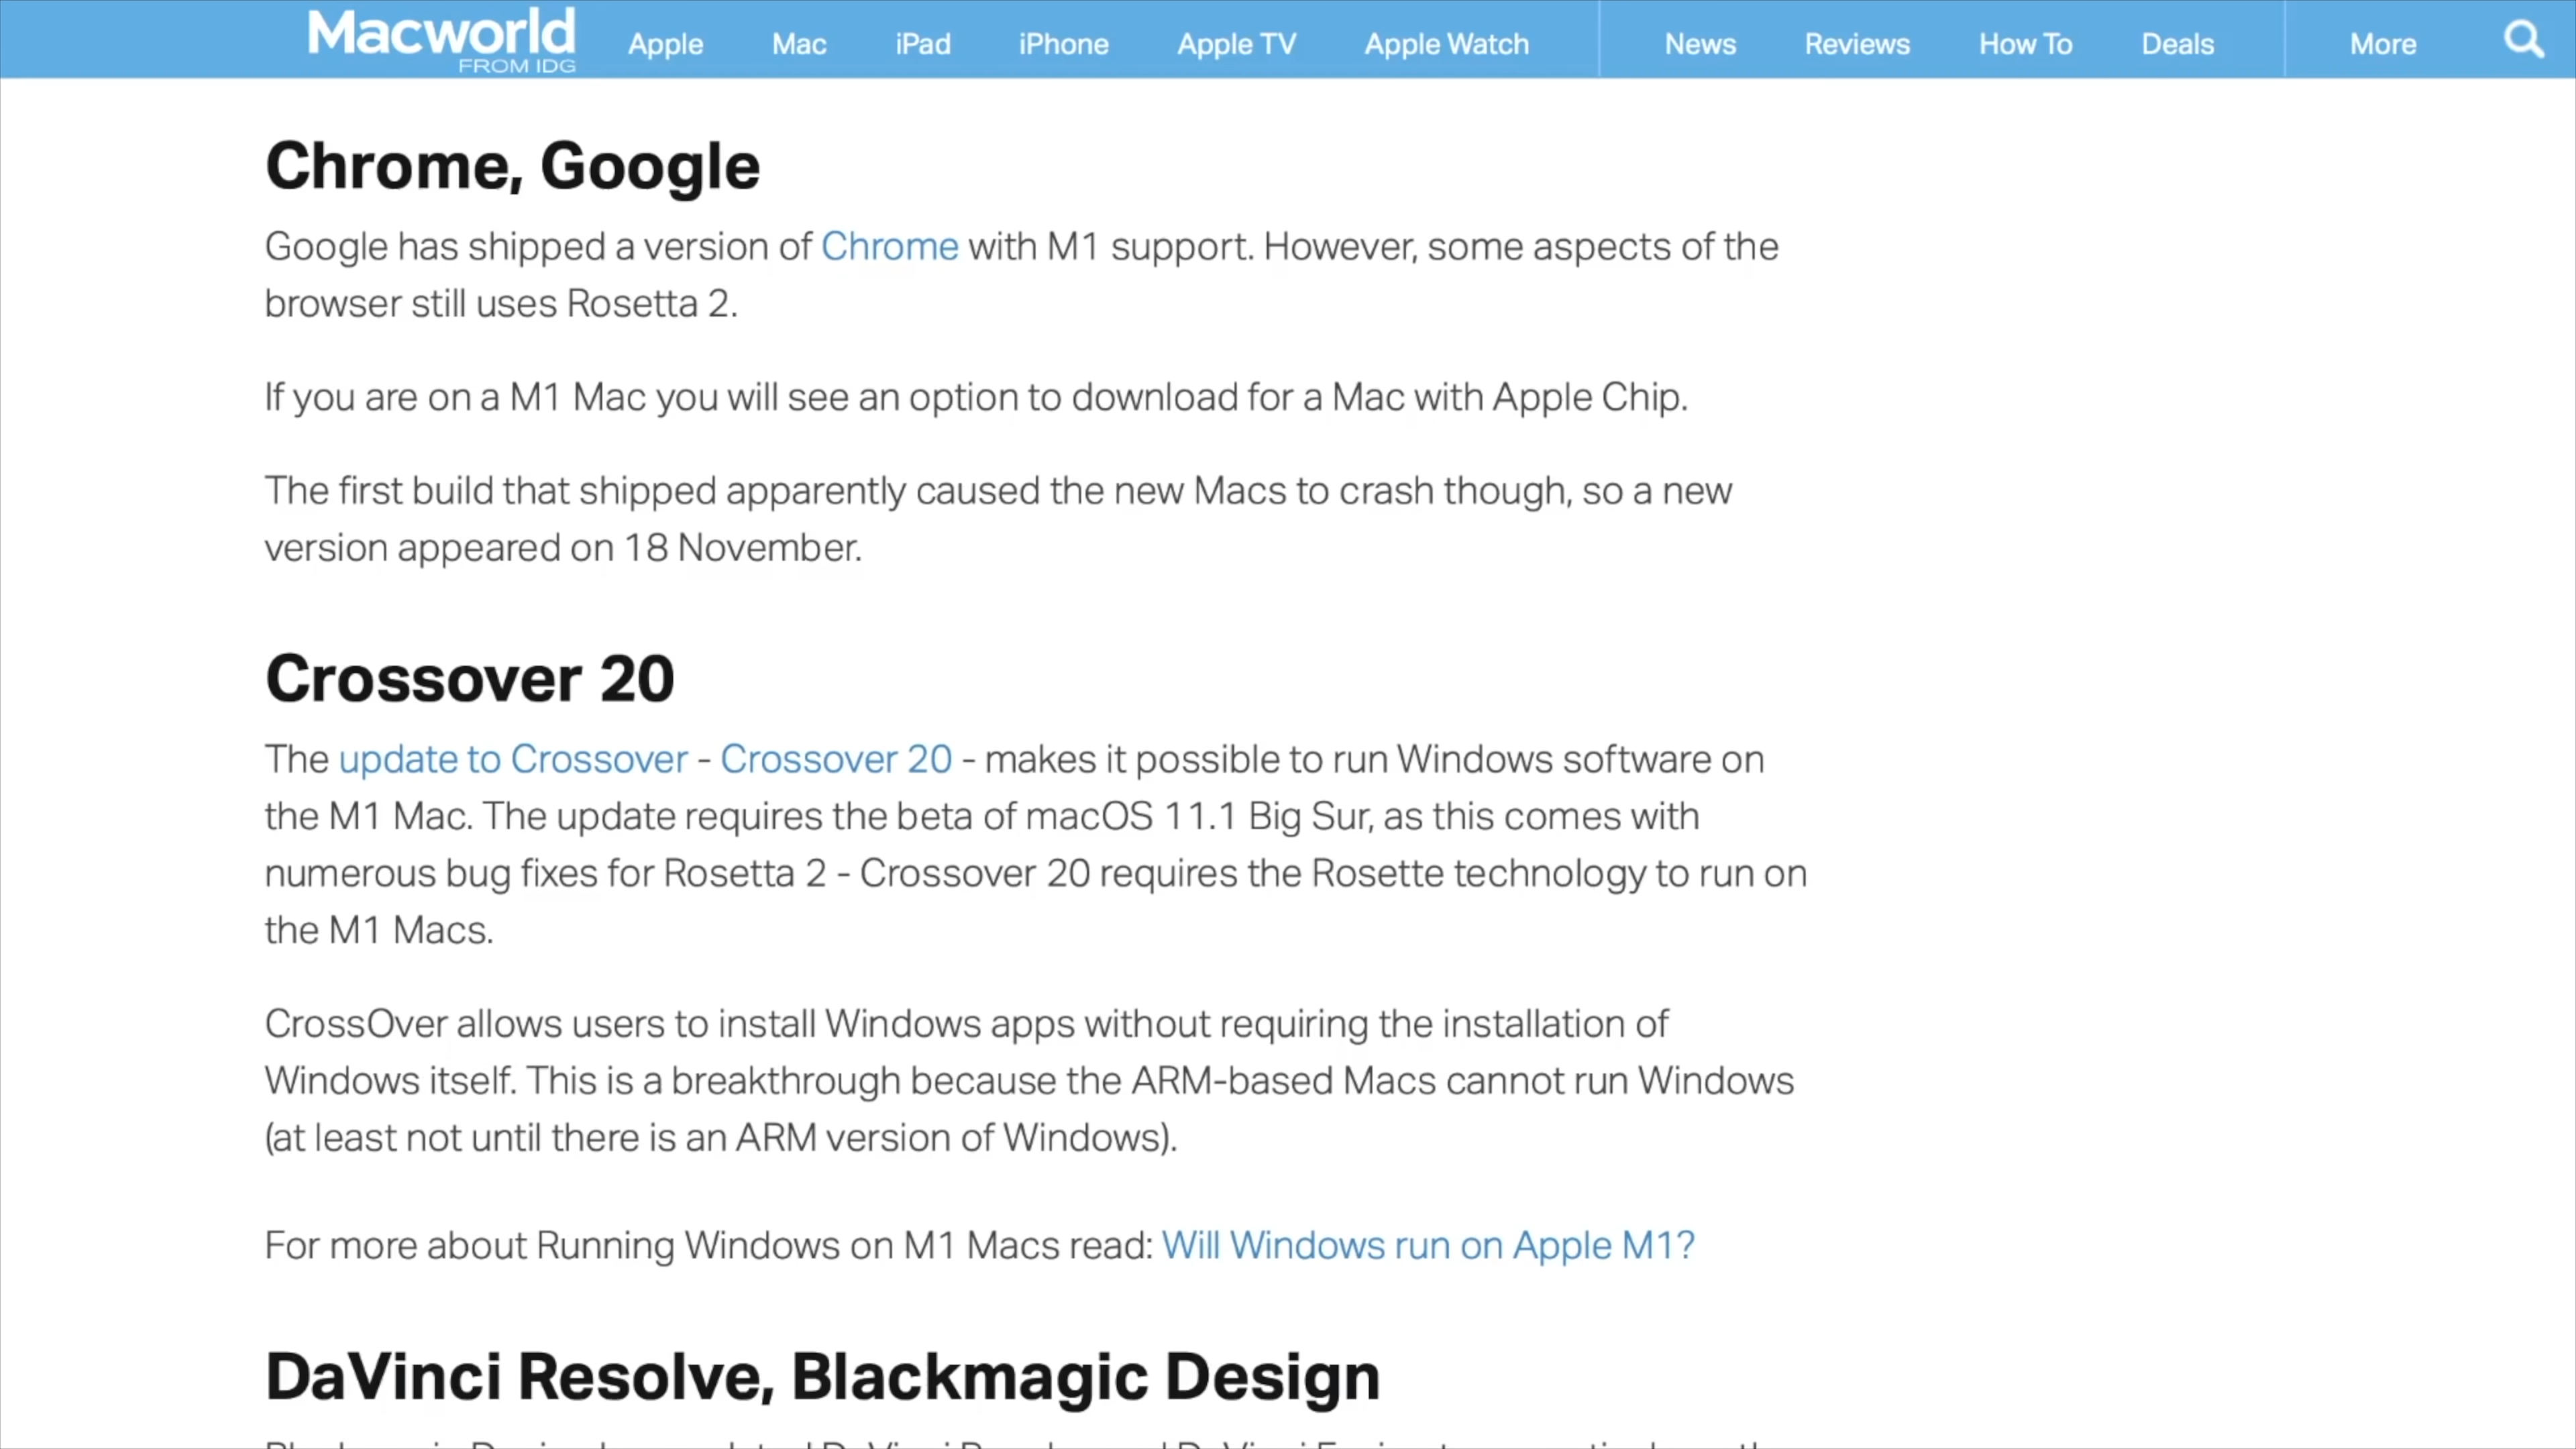 Macworld
FROM IDG
Apple
Mac
iPad
iPhone
Apple TV
Apple Watch
News
Reviews
How To
Deals
More
Chrome, Google
Google has shipped a version of Chrome with M1 support. However, some aspects of the
browser still uses Rosetta 2.
If you are on a M1 Mac you will see an option to download for a Mac with Apple Chip.
The first build that shipped apparently caused the new Macs to crash though, so a new
version appeared on 18 November.
Crossover 20
The update to Crossover - Crossover 20 - makes it possible to run Windows software on
the M1 Mac. The update requires the beta of macOS 11.1 Big Sur, as this comes with
numerous bug fixes for Rosetta 2 - Crossover 20 requires the Rosette technology to run on
the M1 Macs.
CrossOver allows users to install Windows apps without requiring the installation of
Windows itself. This is a breakthrough because the ARM-based Macs cannot run Windows
(at least not until there is an ARM version of Windows).
For more about Running Windows on M1 Macs read: Will Windows run on Apple M1?
DaVinci Resolve, Blackmagic Design